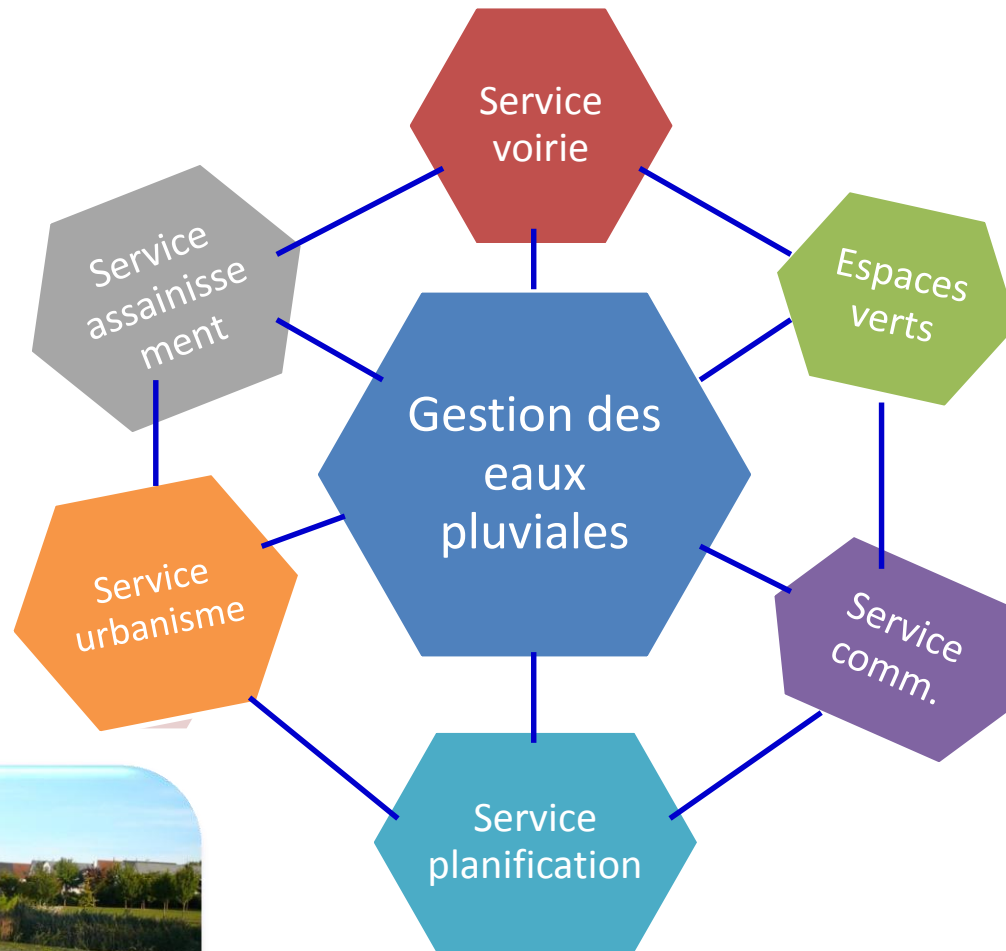 Service
voirie
Service
assainisse
ment
Espaces
verts
Gestion des
eaux
pluviales
Service
urbanisme
Service
comm.
Service
planification